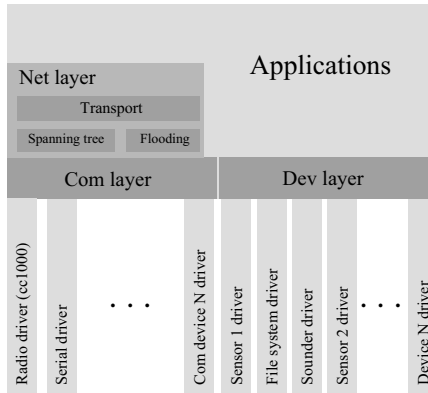 Applications
Net layer
Transport
Spanning tree
Flooding
Com layer
Dev layer
Radio driver (cc1000)
Serial driver
. . .
Com device N driver
Sensor 1 driver
File system driver
Sounder driver
Sensor 2 driver
. . .
Device N driver